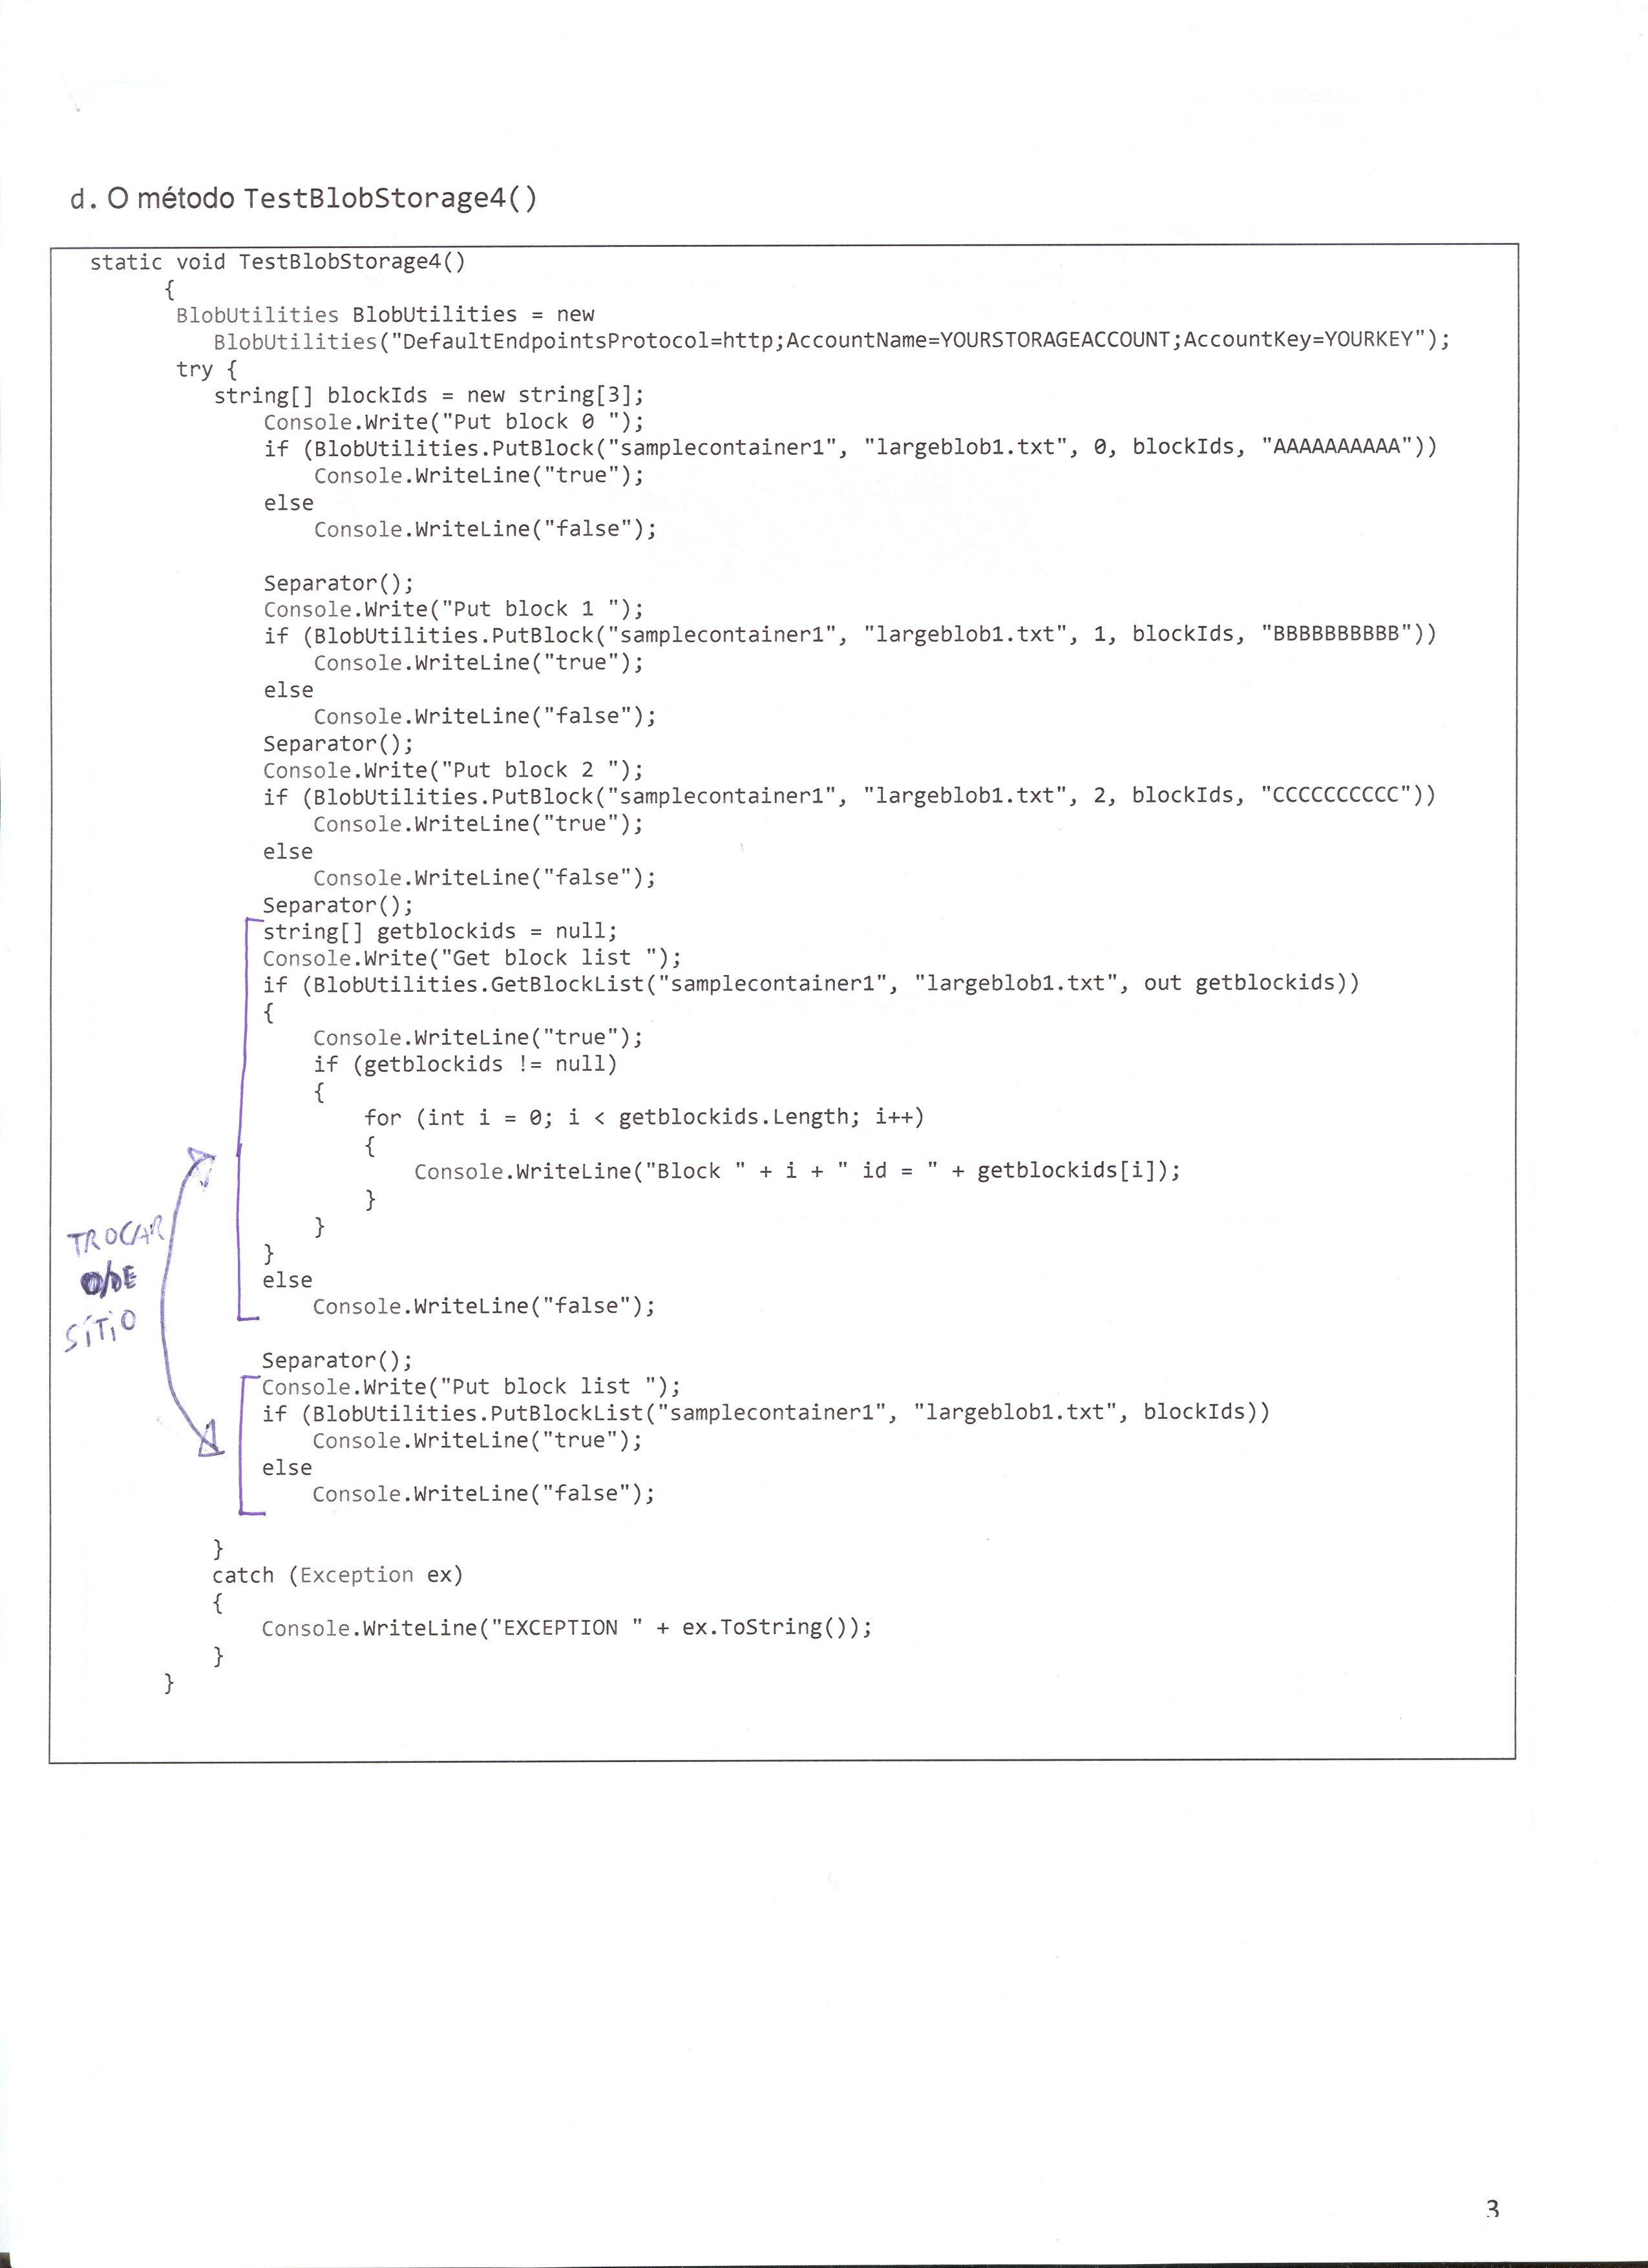 d. O método TestBlobStorage4()
static void TestBlobStorage4()
{
BlobUtilities BlobUtilities = new
BlobUtilities("DefaultEndpointsProtocol=http;AccountName=YOURSTORAGEACCOUNT;AccountKey=YOURKEY");
try {
string[] blockIds = new string[3];
Console.Write("Put block 0 ");
if (BlobUtilities.PutBlock("samplecontainer1", "largeblob1.txt", 0, blockIds, "AAAAAAAAAA"))
Console.WriteLine("true");
else
Console.WriteLine("false");
Separator();
Console.Write("Put block 1 ");
if (BlobUtilities.PutBlock("samplecontainer1", "largeblob1.txt", 1, blockIds, "BBBBBBBBBB"))
Console.WriteLine("true");
else
Console.WriteLine("false");
Separator();
Console.Write("Put block 2 ");
if (BlobUtilities.PutBlock("samplecontainer1", "largeblob1.txt", 2, blockIds, "CCCCCCCCCC"))
Console.WriteLine("true");
else
Console.WriteLine("false");
Separator();
string[] getblockids = null;
Console.Write("Get block list ");
if (BlobUtilities.GetBlockList("samplecontainer1", "largeblob1.txt", out getblockids))
{
Console.WriteLine("true");
if (getblockids != null)
{
for (int i = 0; i < getblockids.Length; i++)
{
Console.WriteLine("Block " + i + " id = " + getblockids[i]);
}
}
}
else
Console.WriteLine("false");
TROCAR
DE
SÍTIO
Separator();
Console.Write("Put block list ");
if (BlobUtilities.PutBlockList("samplecontainer1", "largeblob1.txt", blockIds))
Console.WriteLine("true");
else
Console.WriteLine("false");
}
catch (Exception ex)
{
Console.WriteLine("EXCEPTION " + ex.ToString());
}
}
3